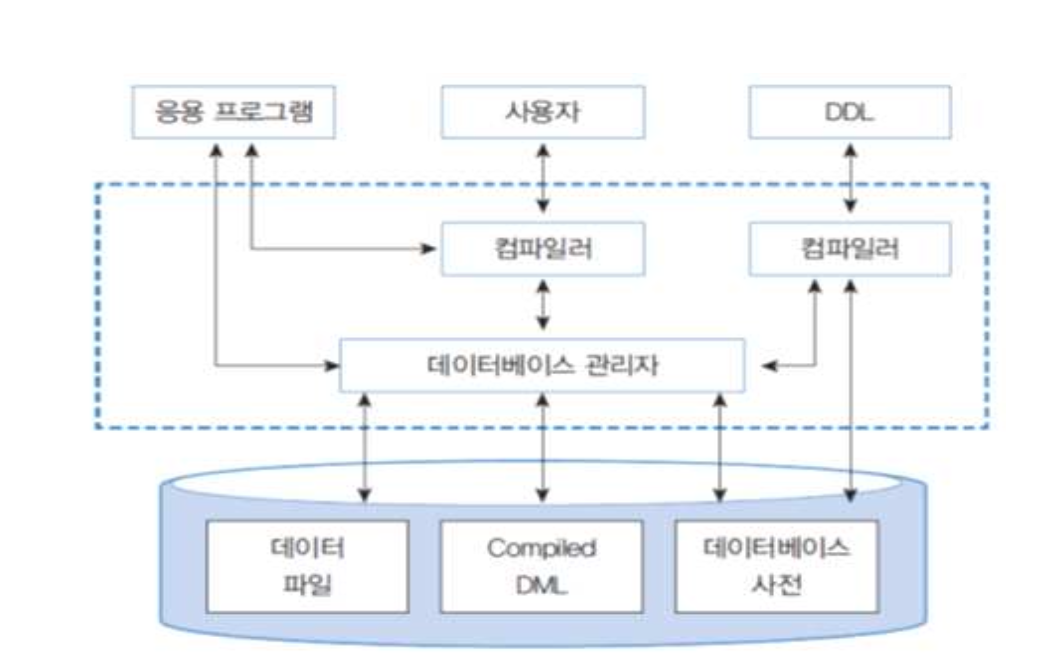 응용 프로그램
사용자
DDL
컴파일러
컴파일러
데이터베이스 관리자
데이터
파일
Compiled
DML
데이터베이스
사전